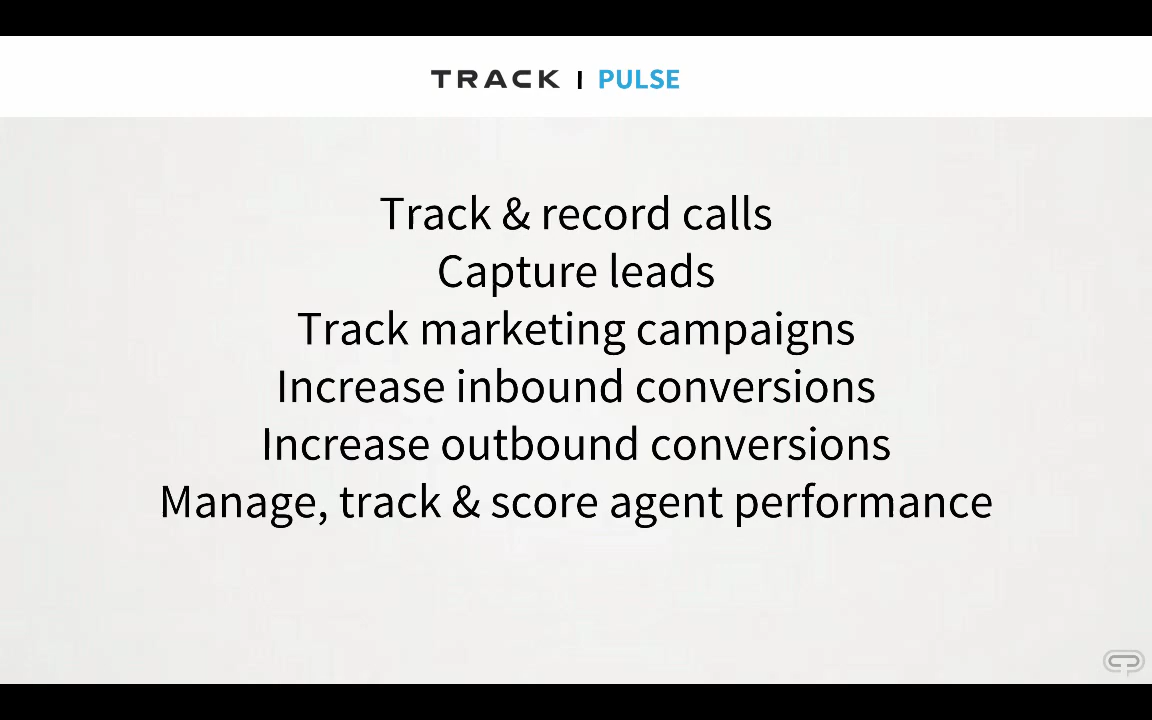 TRACK | PULSE
Track & record calls
Capture leads
Track marketing campaigns
Increase inbound conversions
Increase outbound conversions
Manage, track & score agent performance